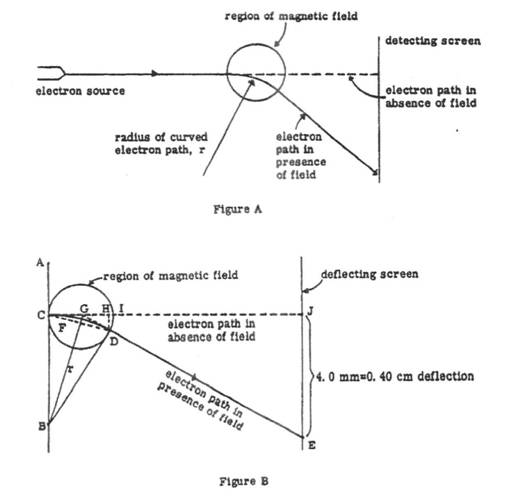 region of magnetic field
detecting screen
electron source
electron path in
absence of field
radius of curved
electron path, r
electron
path in
presence
of field
Figure A
A
region of magnetic field
deflecting screen
C
G
H
I
J
F
electron path in
absence of field
D
r
4. 0 mm=0. 40 cm deflection
electron path in
presence of field
B
E
Figure B